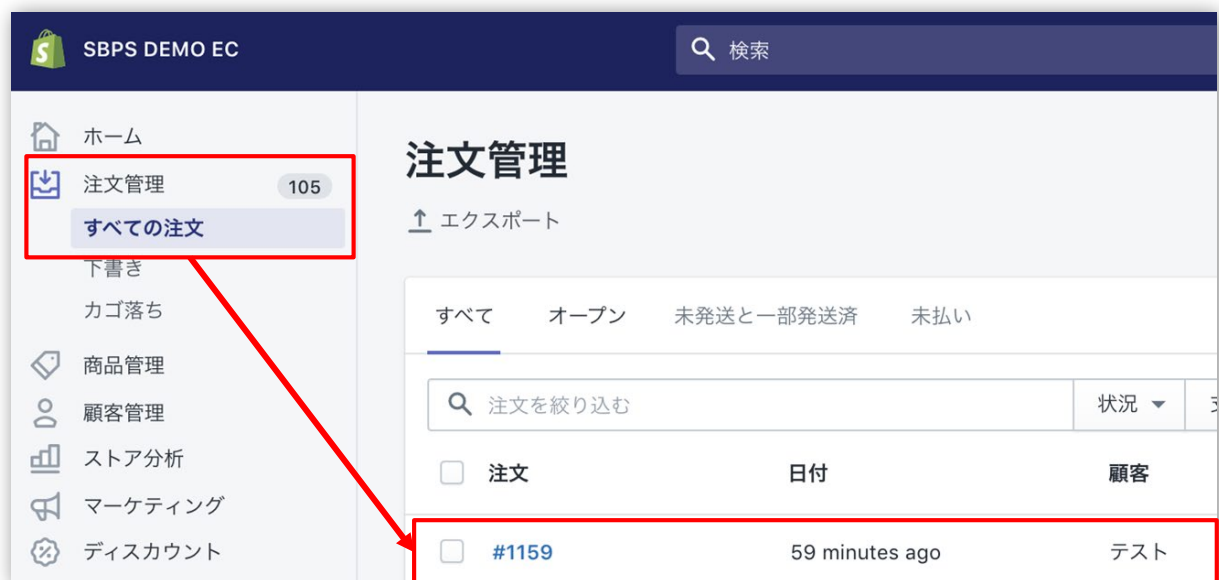 SBPS DEMO EC
検索
ホーム
注文管理 105
すべての注文
下書き
カゴ落ち
商品管理
顧客管理
ストア分析
マーケティング
ディスカウント
注文管理
エクスポート
すべて オープン 未発送と一部発送済 未払い
注文を絞り込む 状況
注文 日付 顧客
#1159 59 minutes ago テスト